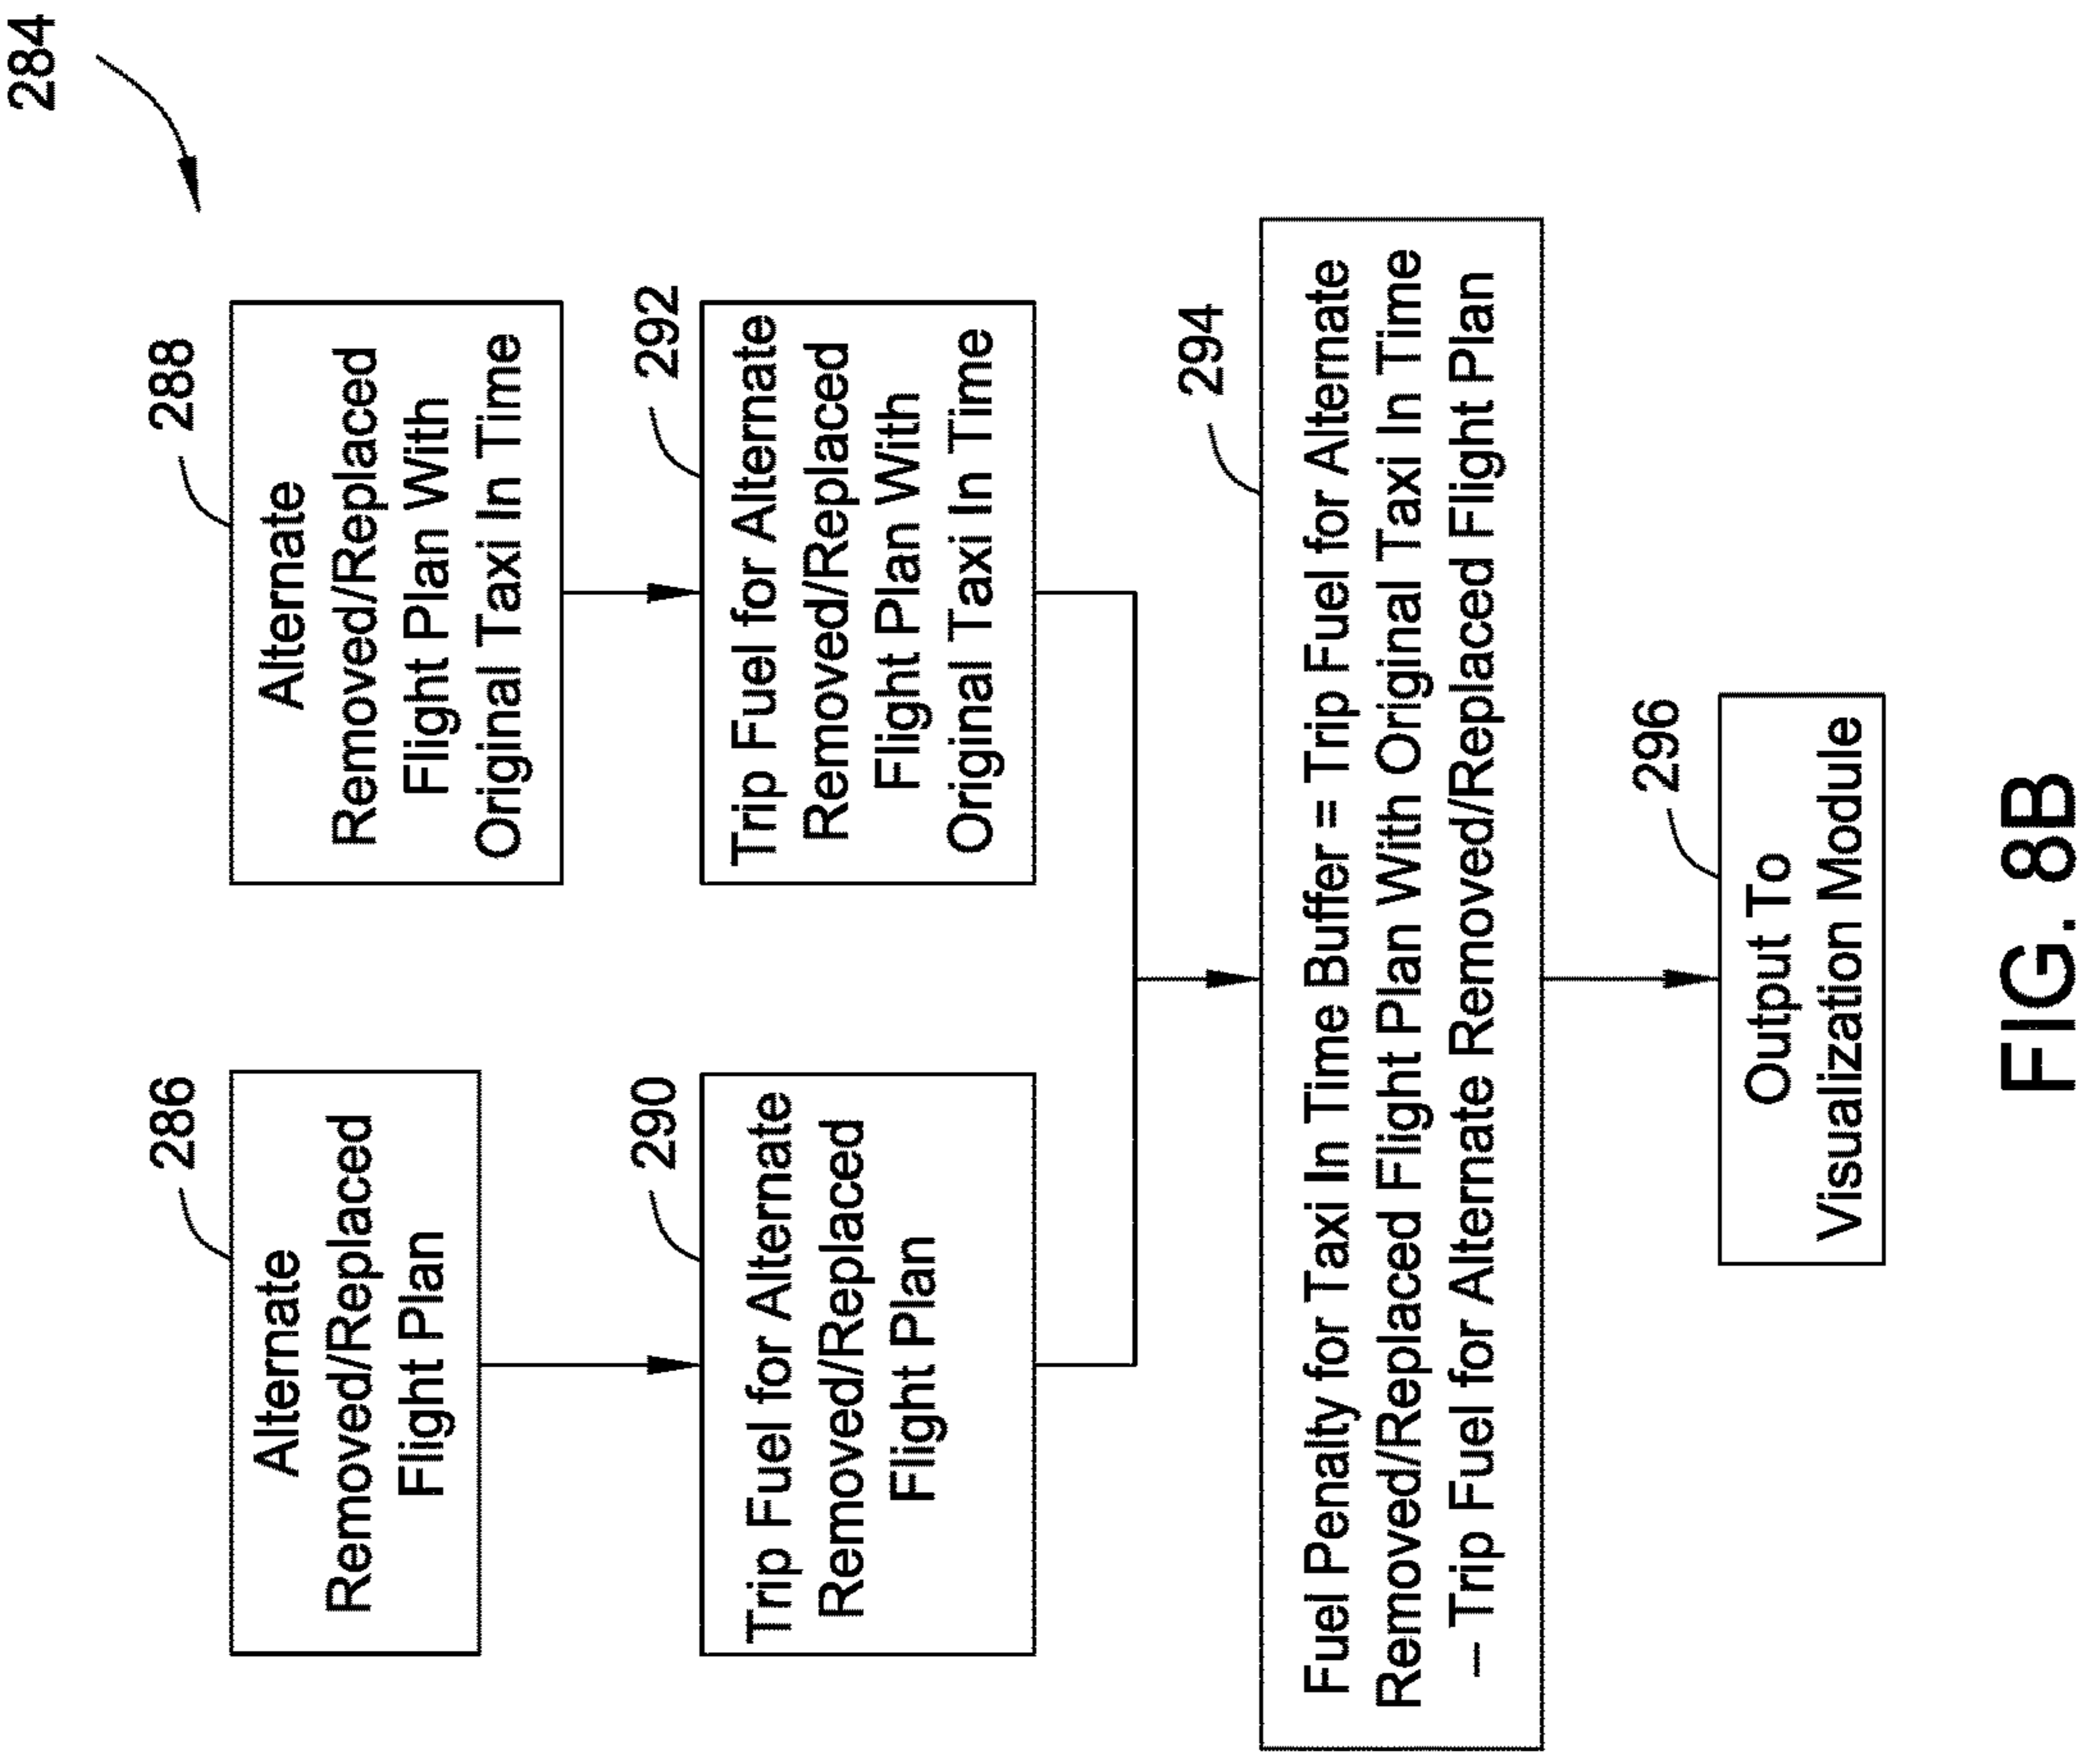 284
286
Alternate
Removed/Replaced
Flight Plan
288
Alternate
Removed/Replaced
Flight Plan With
Original Taxi In Time
290
Trip Fuel for Alternate
Removed/Replaced
Flight Plan
292
Trip Fuel for Alternate
Removed/Replaced
Flight Plan With
Original Taxi In Time
294
Fuel Penalty for Taxi In Time Buffer = Trip Fuel for Alternate
Removed/Replaced Flight Plan With Original Taxi In Time
– Trip Fuel for Alternate Removed/Replaced Flight Plan
296
Output To
Visualization Module
FIG. 8B